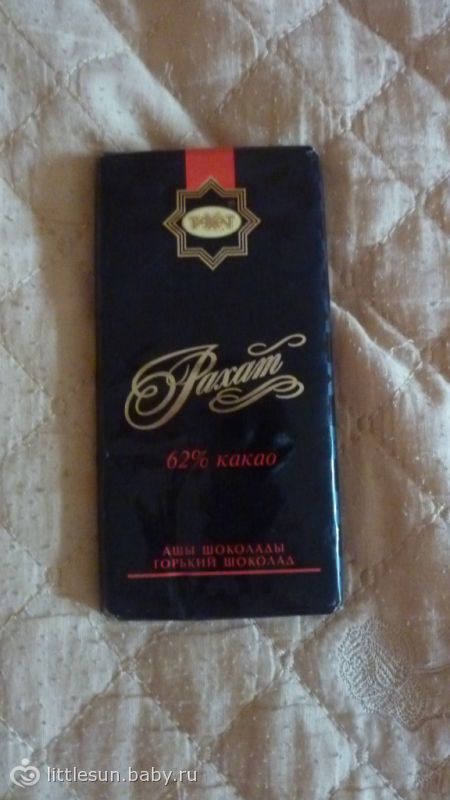 Рахат
62% какао
АЩЫ ШОКОЛАДЫ
ГОРЬКИЙ ШОКОЛАД
littlesun.baby.ru